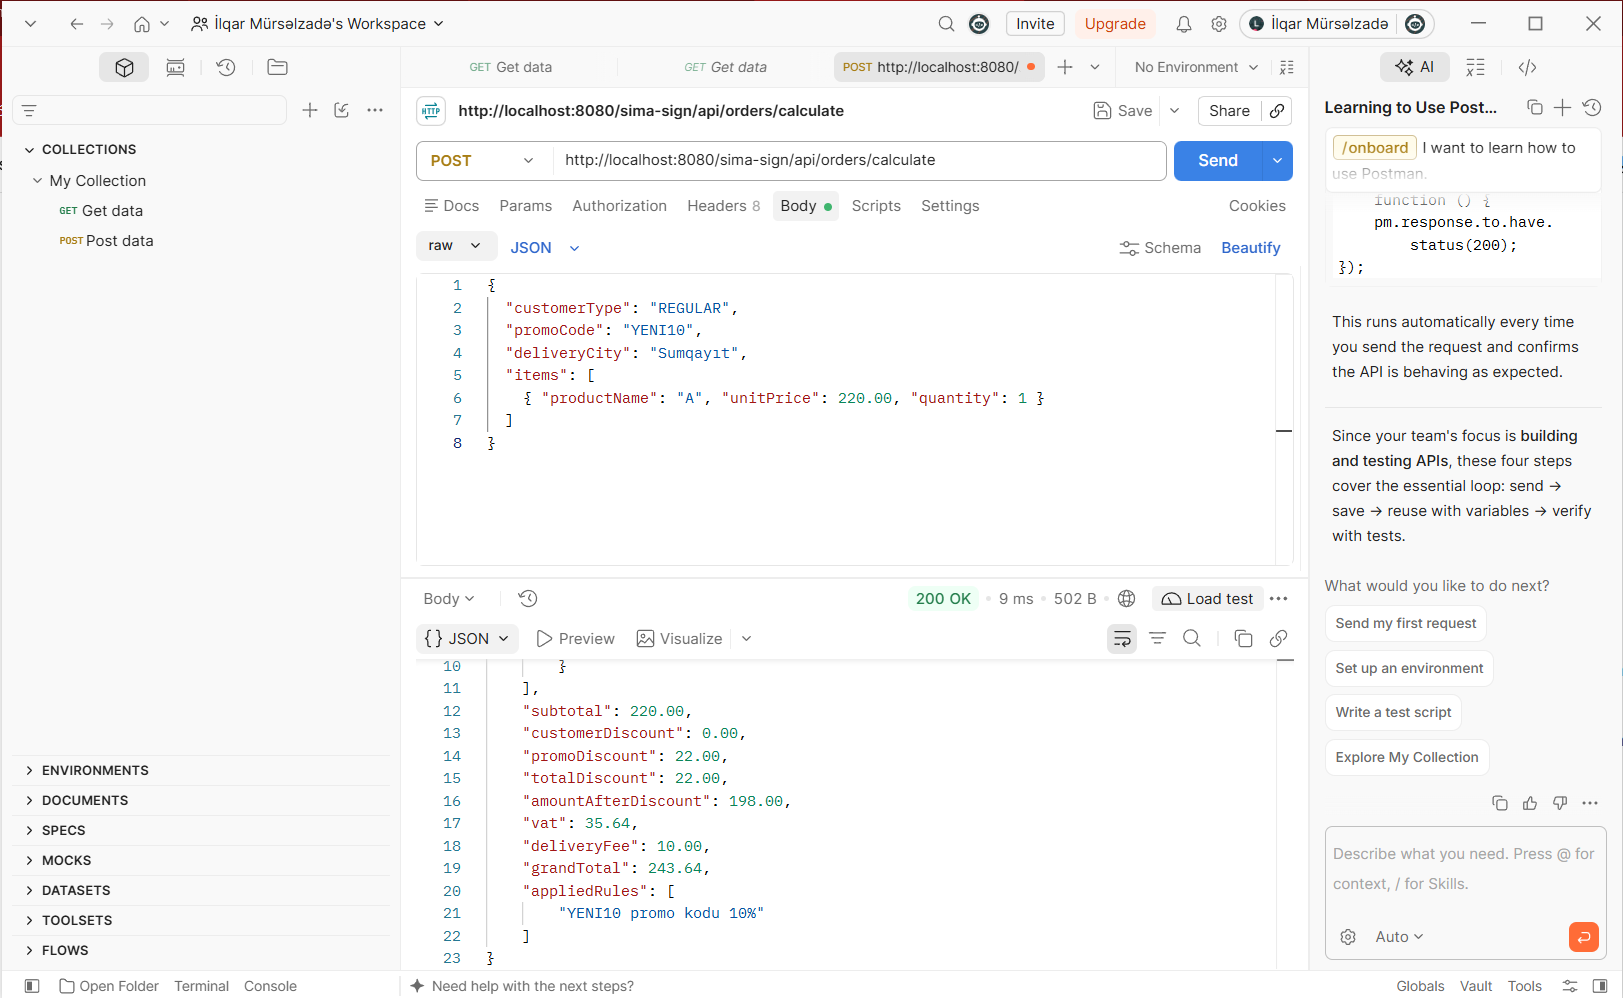 İlqar Mürsəlzadə's Workspace
Invite
Upgrade
İlqar Mürsəlzadə
GET Get data
GET Get data
POST http://localhost:8080/
No Environment
AI
HTTP http://localhost:8080/sima-sign/api/orders/calculate
Save
Share
POST
http://localhost:8080/sima-sign/api/orders/calculate
Send
Docs
Params
Authorization
Headers 8
Body
Scripts
Settings
Cookies
raw
JSON
Schema
Beautify
1 {
2 "customerType": "REGULAR",
3 "promoCode": "YENI10",
4 "deliveryCity": "Sumqayıt",
5 "items": [
6 { "productName": "A", "unitPrice": 220.00, "quantity": 1 }
7 ]
8 }
Body
200 OK
9 ms
502 B
Load test
{} JSON
Preview
Visualize
10 }
11 ],
12 "subtotal": 220.00,
13 "customerDiscount": 0.00,
14 "promoDiscount": 22.00,
15 "totalDiscount": 22.00,
16 "amountAfterDiscount": 198.00,
17 "vat": 35.64,
18 "deliveryFee": 10.00,
19 "grandTotal": 243.64,
20 "appliedRules": [
21 "YENI10 promo kodu 10%"
22 ]
23 }
COLLECTIONS
My Collection
GET Get data
POST Post data
ENVIRONMENTS
DOCUMENTS
SPECS
MOCKS
DATASETS
TOOLSETS
FLOWS
Learning to Use Post...
/onboard I want to learn how to
use Postman.
function () {
pm.response.to.have.
status(200);
});
This runs automatically every time
you send the request and confirms
the API is behaving as expected.
Since your team's focus is building
and testing APIs, these four steps
cover the essential loop: send →
save → reuse with variables → verify
with tests.
What would you like to do next?
Send my first request
Set up an environment
Write a test script
Explore My Collection
Describe what you need. Press @ for
context, / for Skills.
Auto
Open Folder
Terminal
Console
Need help with the next steps?
Globals
Vault
Tools